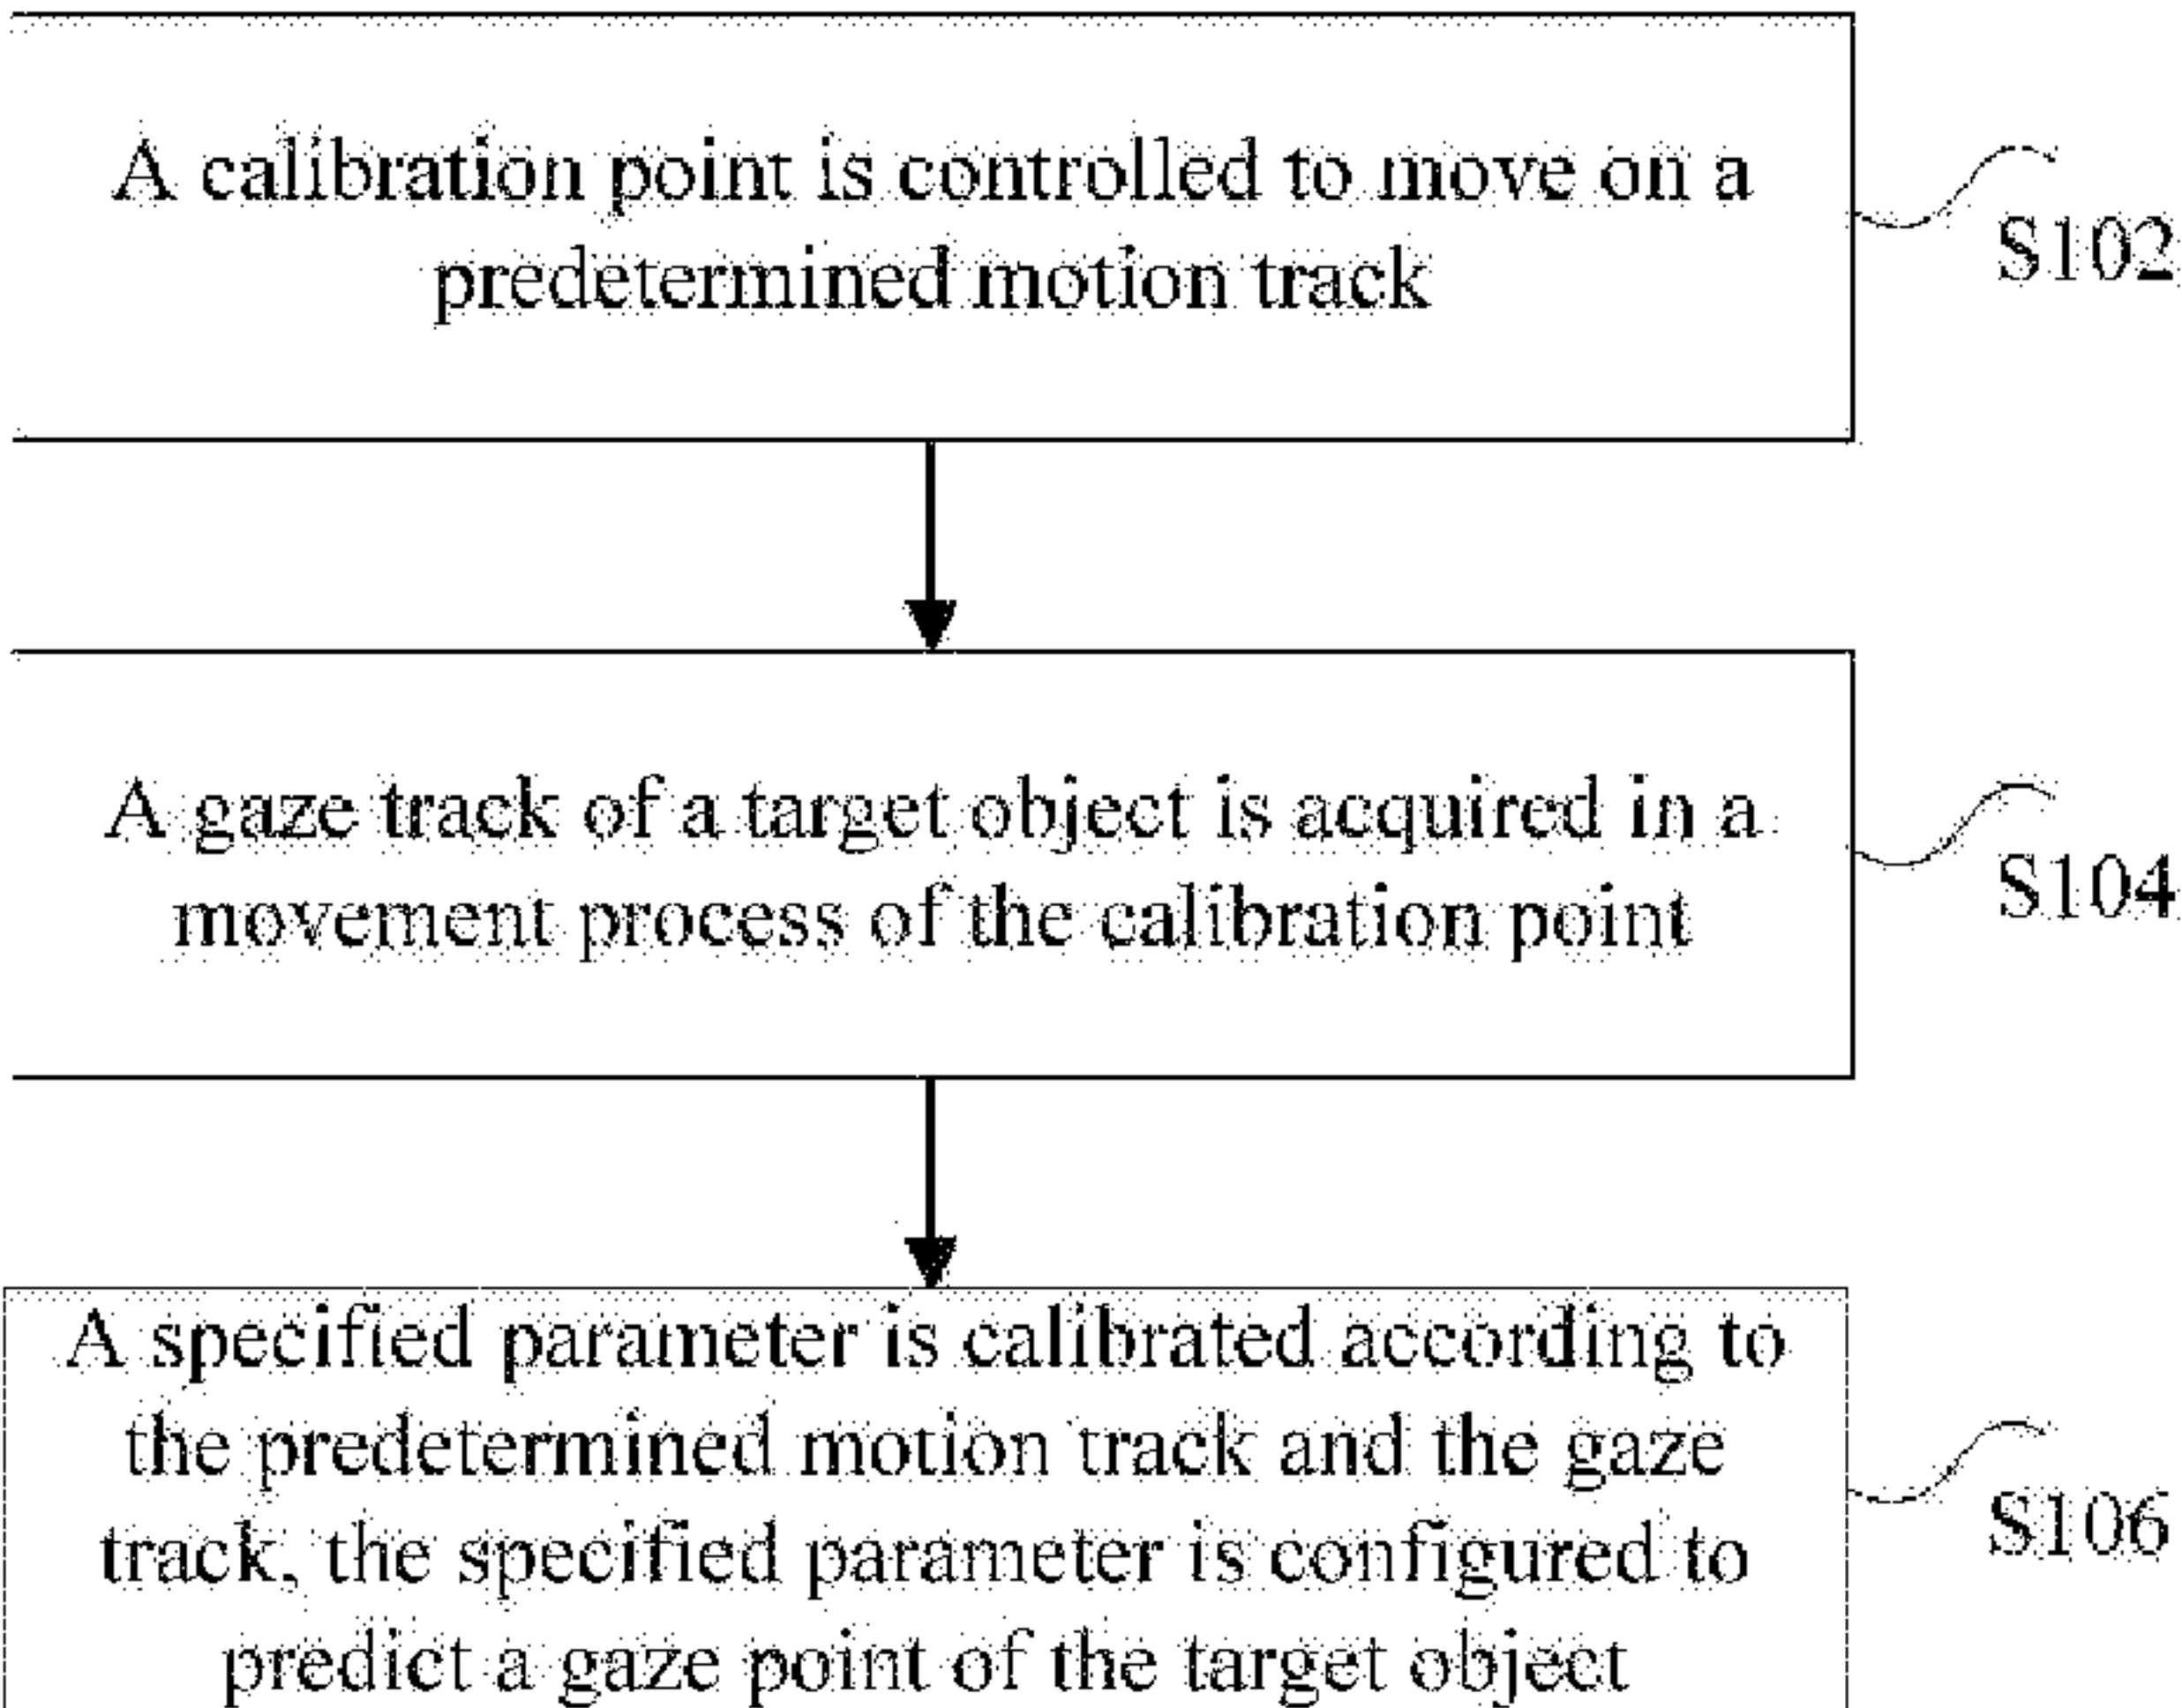 A calibration point is controlled to move on a
predetermined motion track
S102
A gaze track of a target object is acquired in a
movement process of the calibration point
S104
A specified parameter is calibrated according to
the predetermined motion track and the gaze
track, the specified parameter is configured to
predict a gaze point of the target object
S106